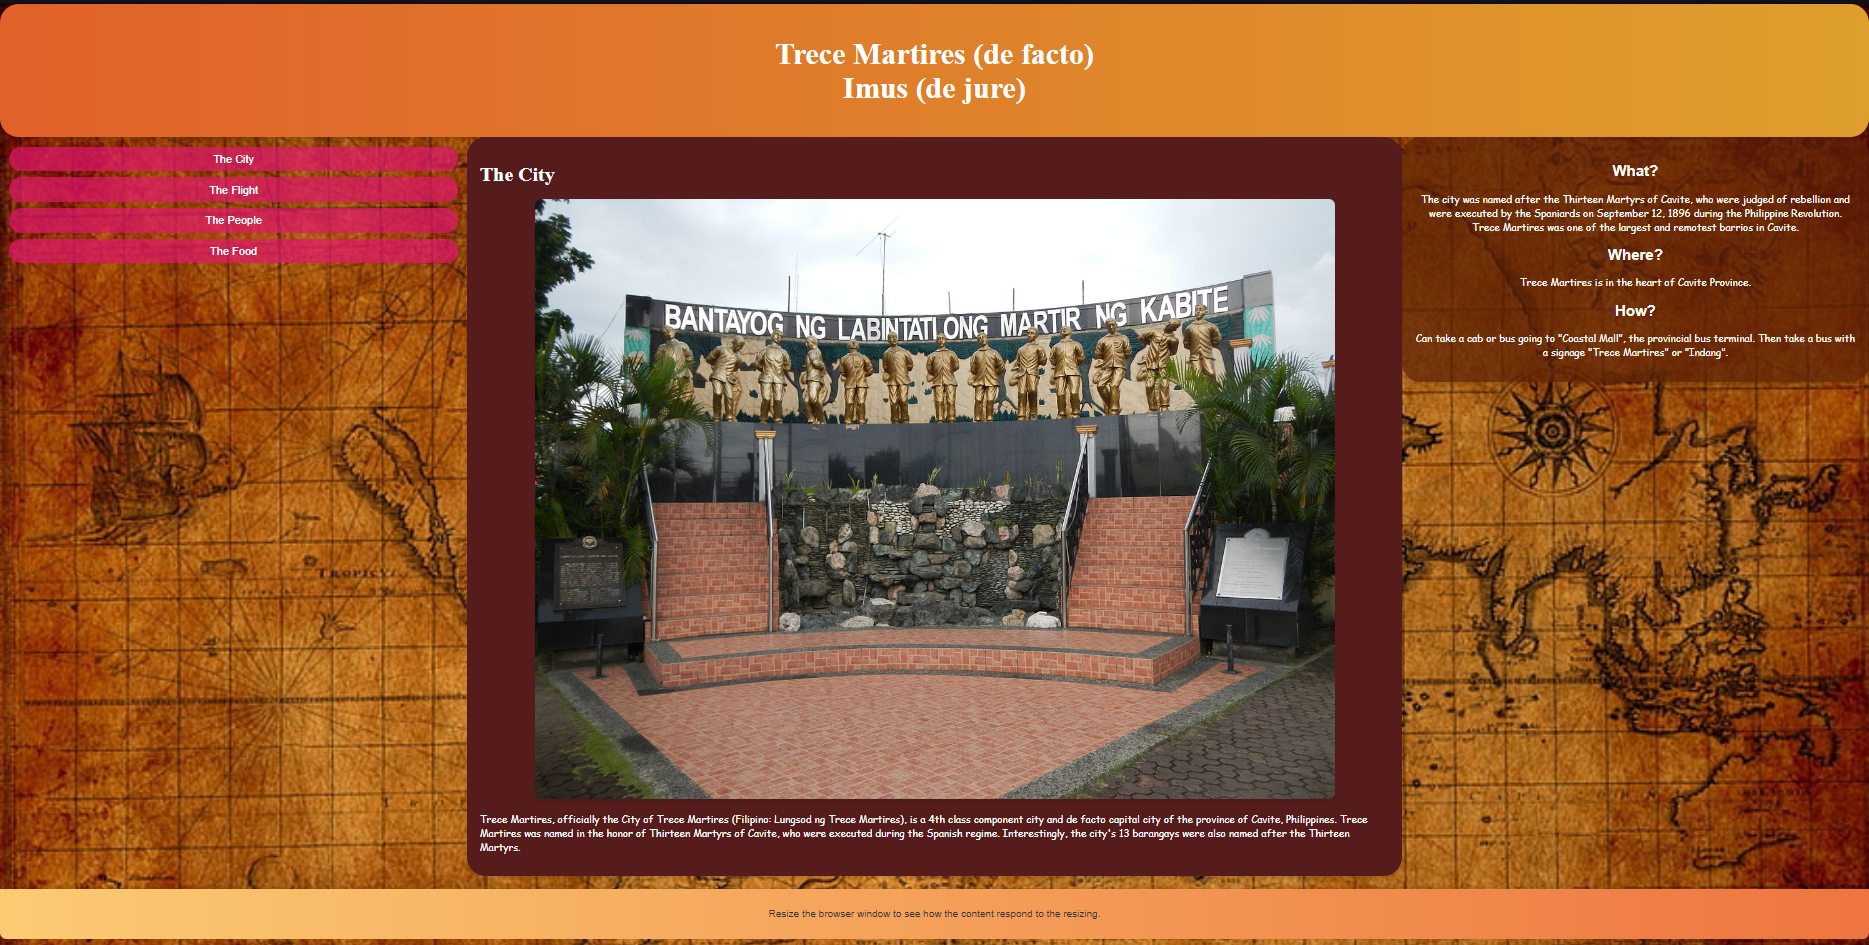 Trece Martires (de facto)
Imus (de jure)
The City
The Flight
The People
The Food
The City
BANTAYOG NG LABINTATLONG MARTIR NG KABITE
Trece Martires, officially the City of Trece Martires (Filipino: Lungsod ng Trece Martires), is a 4th class component city and de facto capital city of the province of Cavite, Philippines. Trece
Martires was named in the honor of Thirteen Martyrs of Cavite, who were executed during the Spanish regime. Interestingly, the city's 13 barangays were also named after the Thirteen
Martyrs.
What?
The city was named after the Thirteen Martyrs of Cavite, who were judged of rebellion and
were executed by the Spaniards on September 12, 1896 during the Philippine Revolution.
Trece Martires was one of the largest and remotest barrios in Cavite.
Where?
Trece Martires is in the heart of Cavite Province.
How?
Can take a cab or bus going to "Coastal Mall", the provincial bus terminal. Then take a bus with
a signage "Trece Martires" or "Indang".
Resize the browser window to see how the content respond to the resizing.